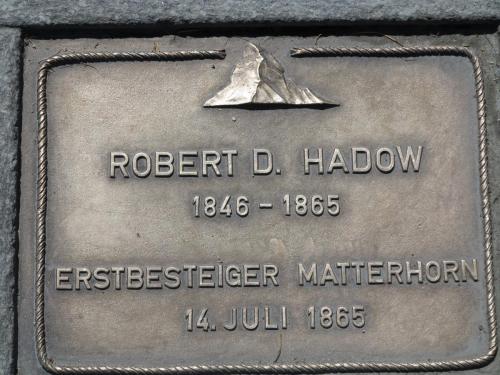 ROBERT D. HADOW
1846 – 1865
ERSTBESTEIGER MATTERHORN
14. JULI 1865